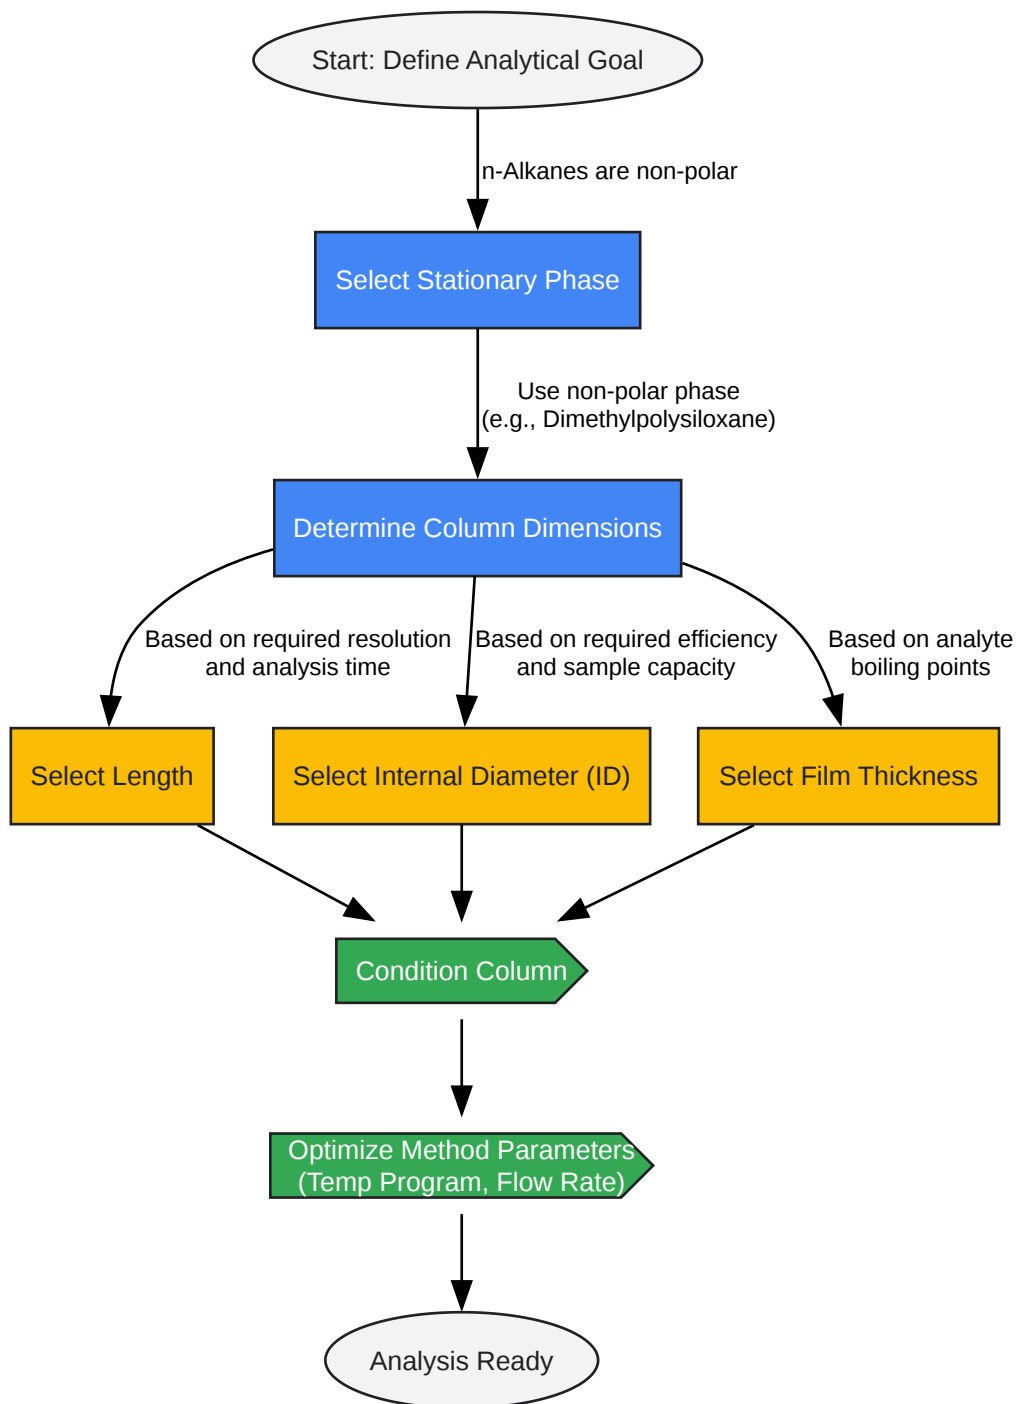 Start: Define Analytical Goal
n-Alkanes are non-polar
Select Stationary Phase
Use non-polar phase
(e.g., Dimethylpolysiloxane)
Determine Column Dimensions
Based on required resolution
and analysis time
Based on required efficiency
and sample capacity
Based on analyte
boiling points
Select Length
Select Internal Diameter (ID)
Select Film Thickness
Condition Column
Optimize Method Parameters
(Temp Program, Flow Rate)
Analysis Ready